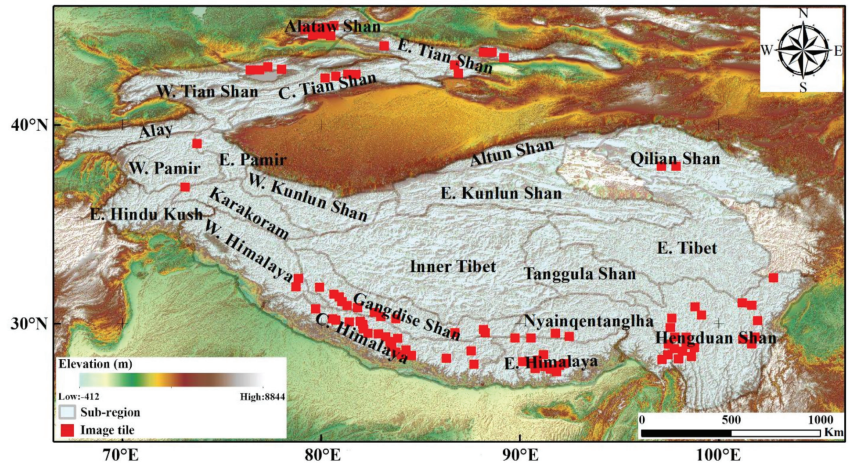 Alataw Shan
N
E. Tian Shan
W
E
W. Tian Shan
C. Tian Shan
S
40°N
Alay
Altun Shan
Qilian Shan
W. Pamir
E. Pamir
W. Kunlun Shan
E. Kunlun Shan
E. Hindu Kush
Karakoram
W. Himalaya
E. Tibet
Inner Tibet
Tanggula Shan
Gangdise Shan
Nyainqentanglha
30°N
C. Himalaya
Hengduan Shan
E. Himalaya
Elevation (m)
Low:-412
High:8844
Sub-region
Image tile
0
500
1000
Km
70°E
80°E
90°E
100°E